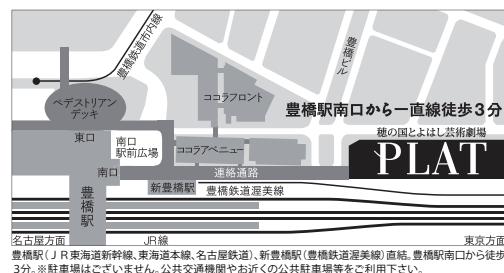 豊橋鉄道市内線
豊橋ビル
ペデストリアン
デッキ
ココラフロント
豊橋駅南口から一直線徒歩3分
穂の国とよはし芸術劇場
PLAT
東口
南口
駅前広場
ココラアベニュー
南口
連絡通路
新豊橋駅
豊橋鉄道渥美線
豊橋駅
名古屋方面
JR線
東京方面
豊橋駅(JR東海道新幹線、東海道本線、名古屋鉄道)、新豊橋駅(豊橋鉄道渥美線)直結。豊橋駅南口から徒歩
3分。※駐車場はございません。公共交通機関やお近くの公共駐車場等をご利用下さい。